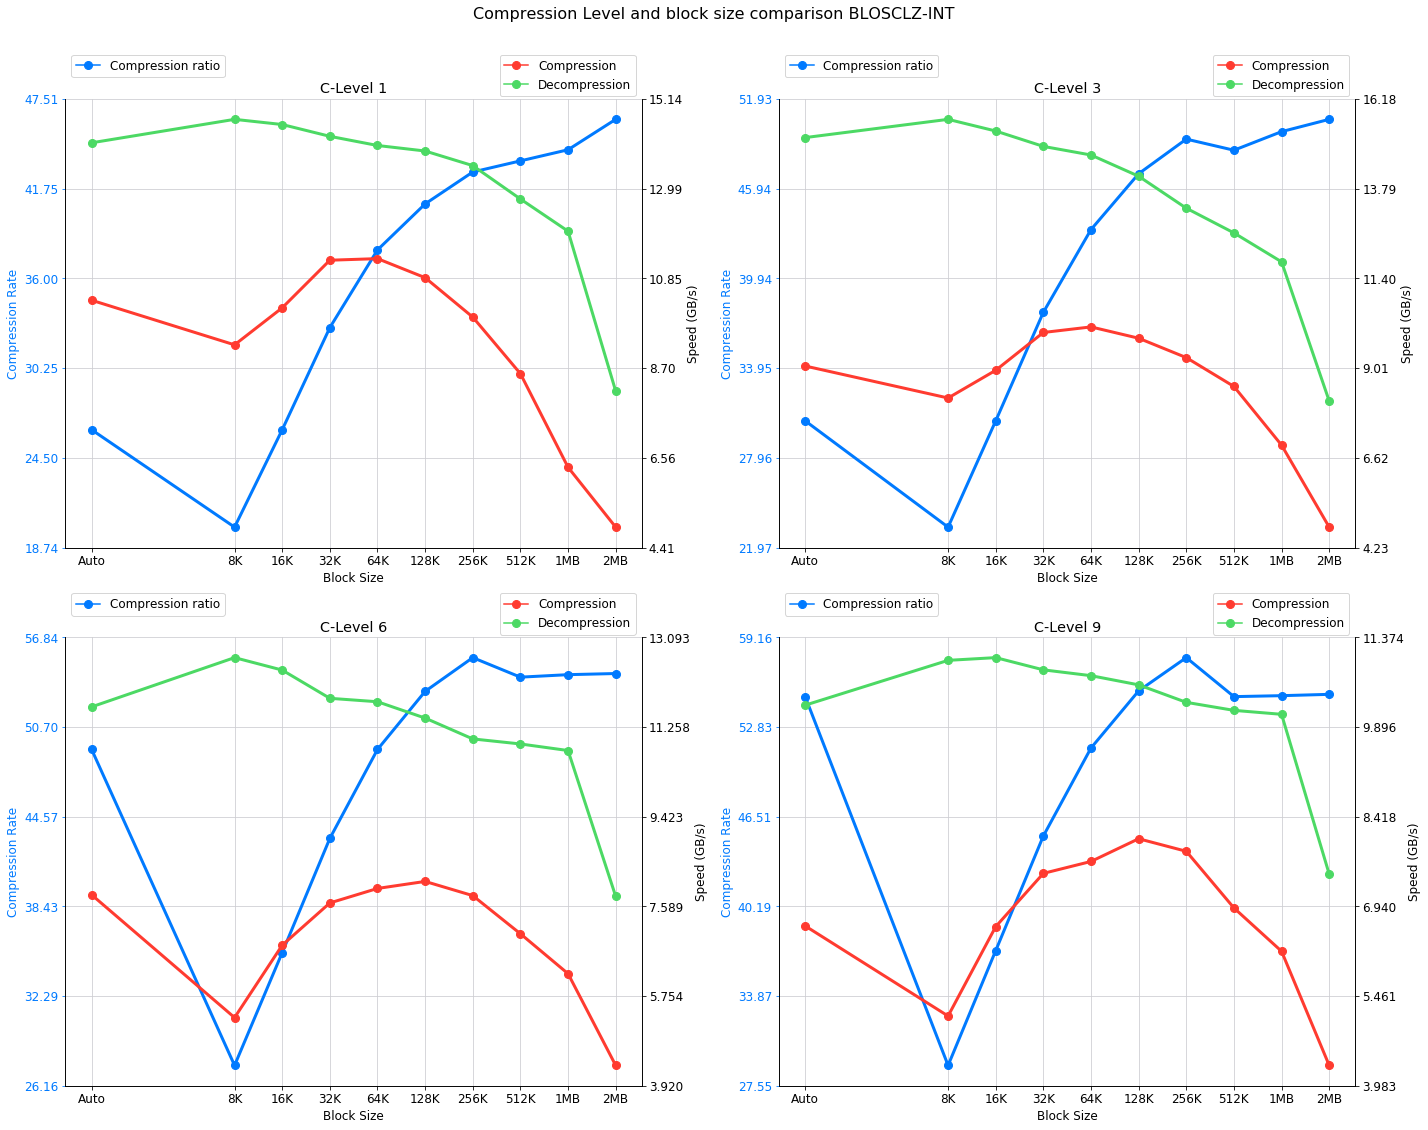 Compression Level and block size comparison BLOSCLZ-INT
Compression ratio
Compression
Decompression
C-Level 1
47.51
41.75
36.00
30.25
24.50
18.74
Compression Rate
15.14
12.99
10.85
8.70
6.56
4.41
Speed (GB/s)
Auto 8K 16K 32K 64K 128K 256K 512K 1MB 2MB
Block Size
Compression ratio
Compression
Decompression
C-Level 3
51.93
45.94
39.94
33.95
27.96
21.97
Compression Rate
16.18
13.79
11.40
9.01
6.62
4.23
Speed (GB/s)
Auto 8K 16K 32K 64K 128K 256K 512K 1MB 2MB
Block Size
Compression ratio
Compression
Decompression
C-Level 6
56.84
50.70
44.57
38.43
32.29
26.16
Compression Rate
13.093
11.258
9.423
7.589
5.754
3.920
Speed (GB/s)
Auto 8K 16K 32K 64K 128K 256K 512K 1MB 2MB
Block Size
Compression ratio
Compression
Decompression
C-Level 9
59.16
52.83
46.51
40.19
33.87
27.55
Compression Rate
11.374
9.896
8.418
6.940
5.461
3.983
Speed (GB/s)
Auto 8K 16K 32K 64K 128K 256K 512K 1MB 2MB
Block Size